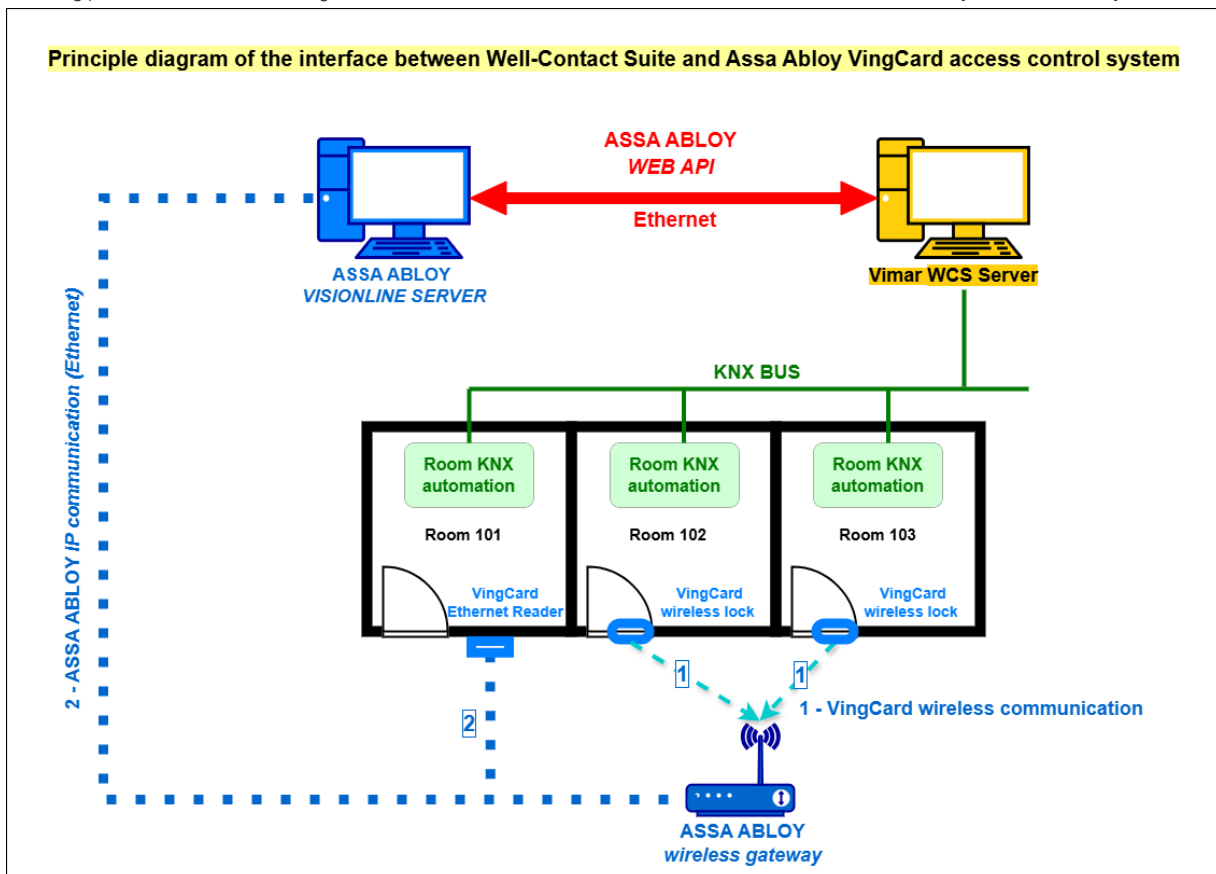 Principle diagram of the interface between Well-Contact Suite and Assa Abloy VingCard access control system
ASSA ABLOY
WEB API
Ethernet
ASSA ABLOY
VISIONLINE SERVER
Vimar WCS Server
2 - ASSA ABLOY IP communication (Ethernet)
KNX BUS
Room KNX
automation
Room KNX
automation
Room KNX
automation
Room 101
Room 102
Room 103
VingCard
Ethernet Reader
VingCard
wireless lock
VingCard
wireless lock
1
1
2
1 - VingCard wireless communication
ASSA ABLOY
wireless gateway